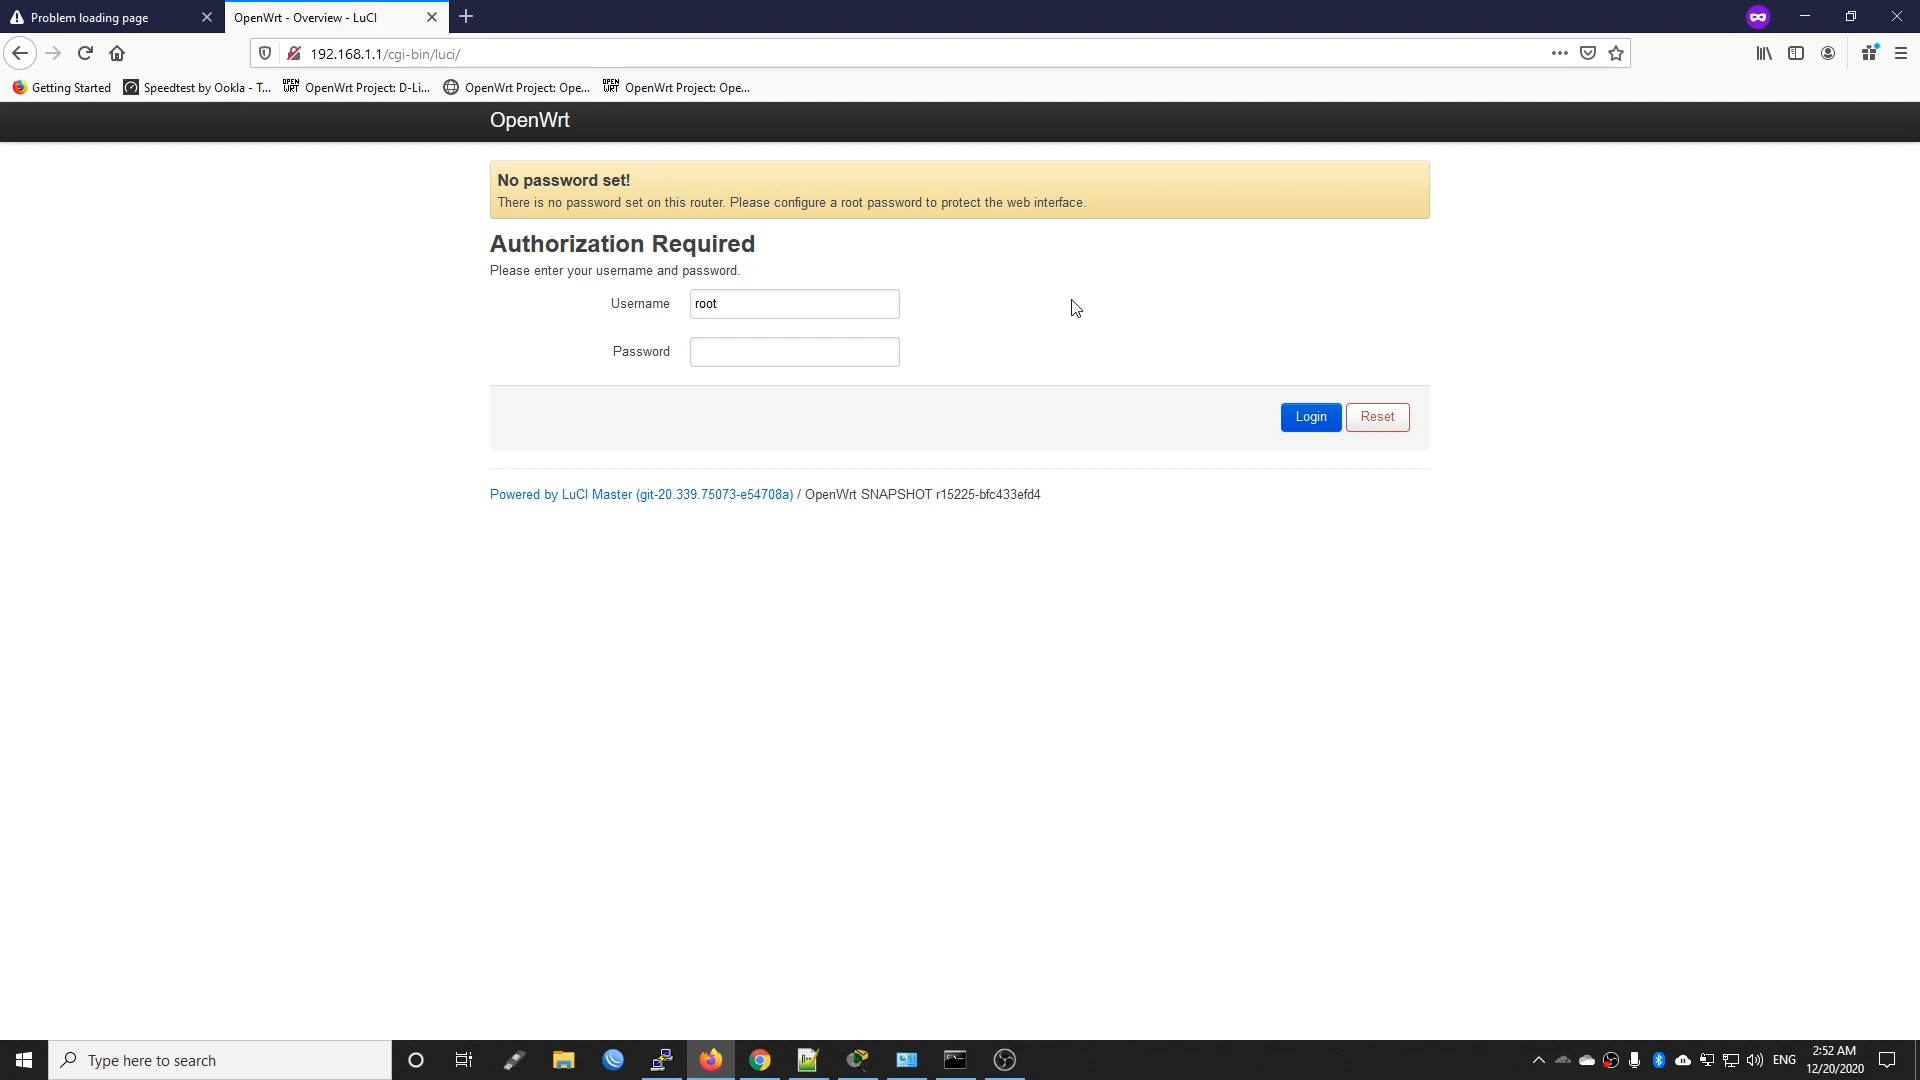 Problem loading page
OpenWrt - Overview - LuCI
192.168.1.1/cgi-bin/luci/
Getting Started
Speedtest by Ookla - T...
OPEN WRT
OpenWrt Project: D-Li...
OpenWrt Project: Ope...
OPEN WRT
OpenWrt Project: Ope...
OpenWrt
No password set!
There is no password set on this router. Please configure a root password to protect the web interface.
Authorization Required
Please enter your username and password.
Username root
Password
Login Reset
Powered by LuCI Master (git-20.339.75073-e54708a) / OpenWrt SNAPSHOT r15225-bfc433efd4
Type here to search
ENG
2:52 AM
12/20/2020